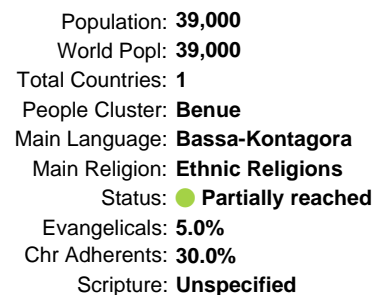 Population: 39,000
World Popl: 39,000
Total Countries: 1
People Cluster: Benue
Main Language: Bassa-Kontagora
Main Religion: Ethnic Religions
Status: Partially reached
Evangelicals: 5.0%
Chr Adherents: 30.0%
Scripture: Unspecified